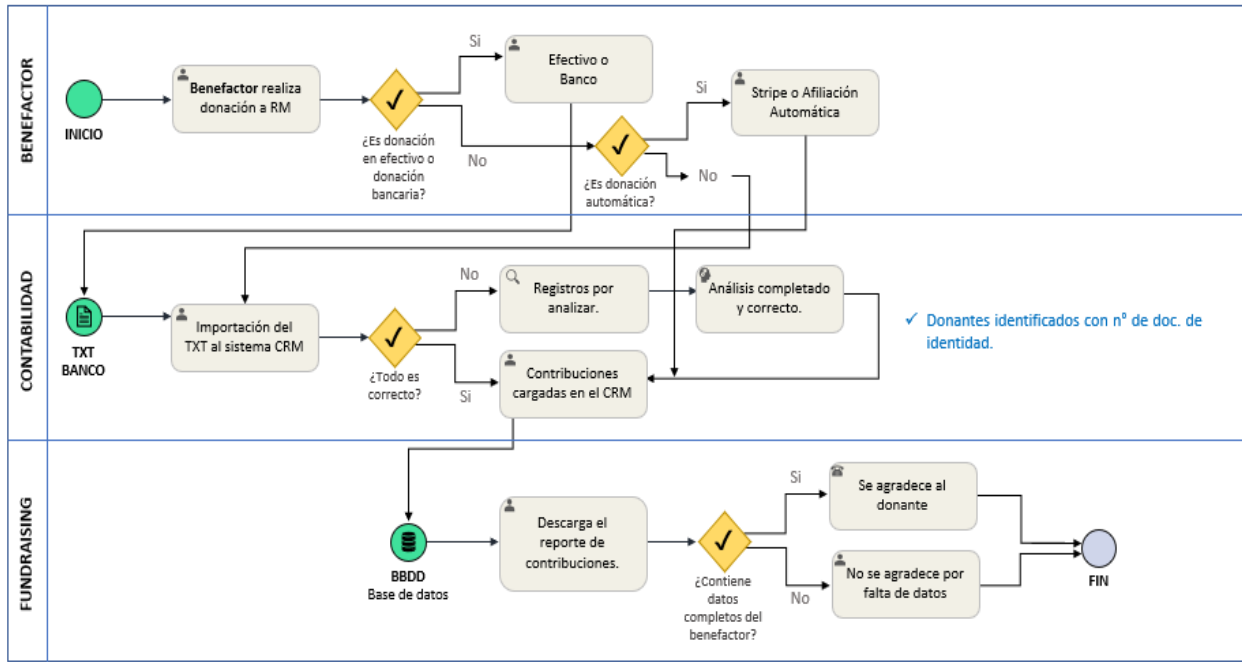 BENEFACTOR
INICIO
Benefactor realiza
donación a RM
¿Es donación
en efectivo o
donación
bancaria?
Si
No
Efectivo o
Banco
¿Es donación
automática?
Si
No
Stripe o Afiliación
Automática
CONTABILIDAD
TXT
BANCO
Importación del
TXT al sistema CRM
¿Todo es
correcto?
No
Si
Registros por
analizar.
Análisis completado
y correcto.
Contribuciones
cargadas en el CRM
✓ Donantes identificados con n° de doc. de
identidad.
FUNDRAISING
BBDD
Base de datos
Descarga el
reporte de
contribuciones.
¿Contiene
datos
completos del
benefactor?
Si
No
Se agradece al
donante
No se agradece por
falta de datos
FIN